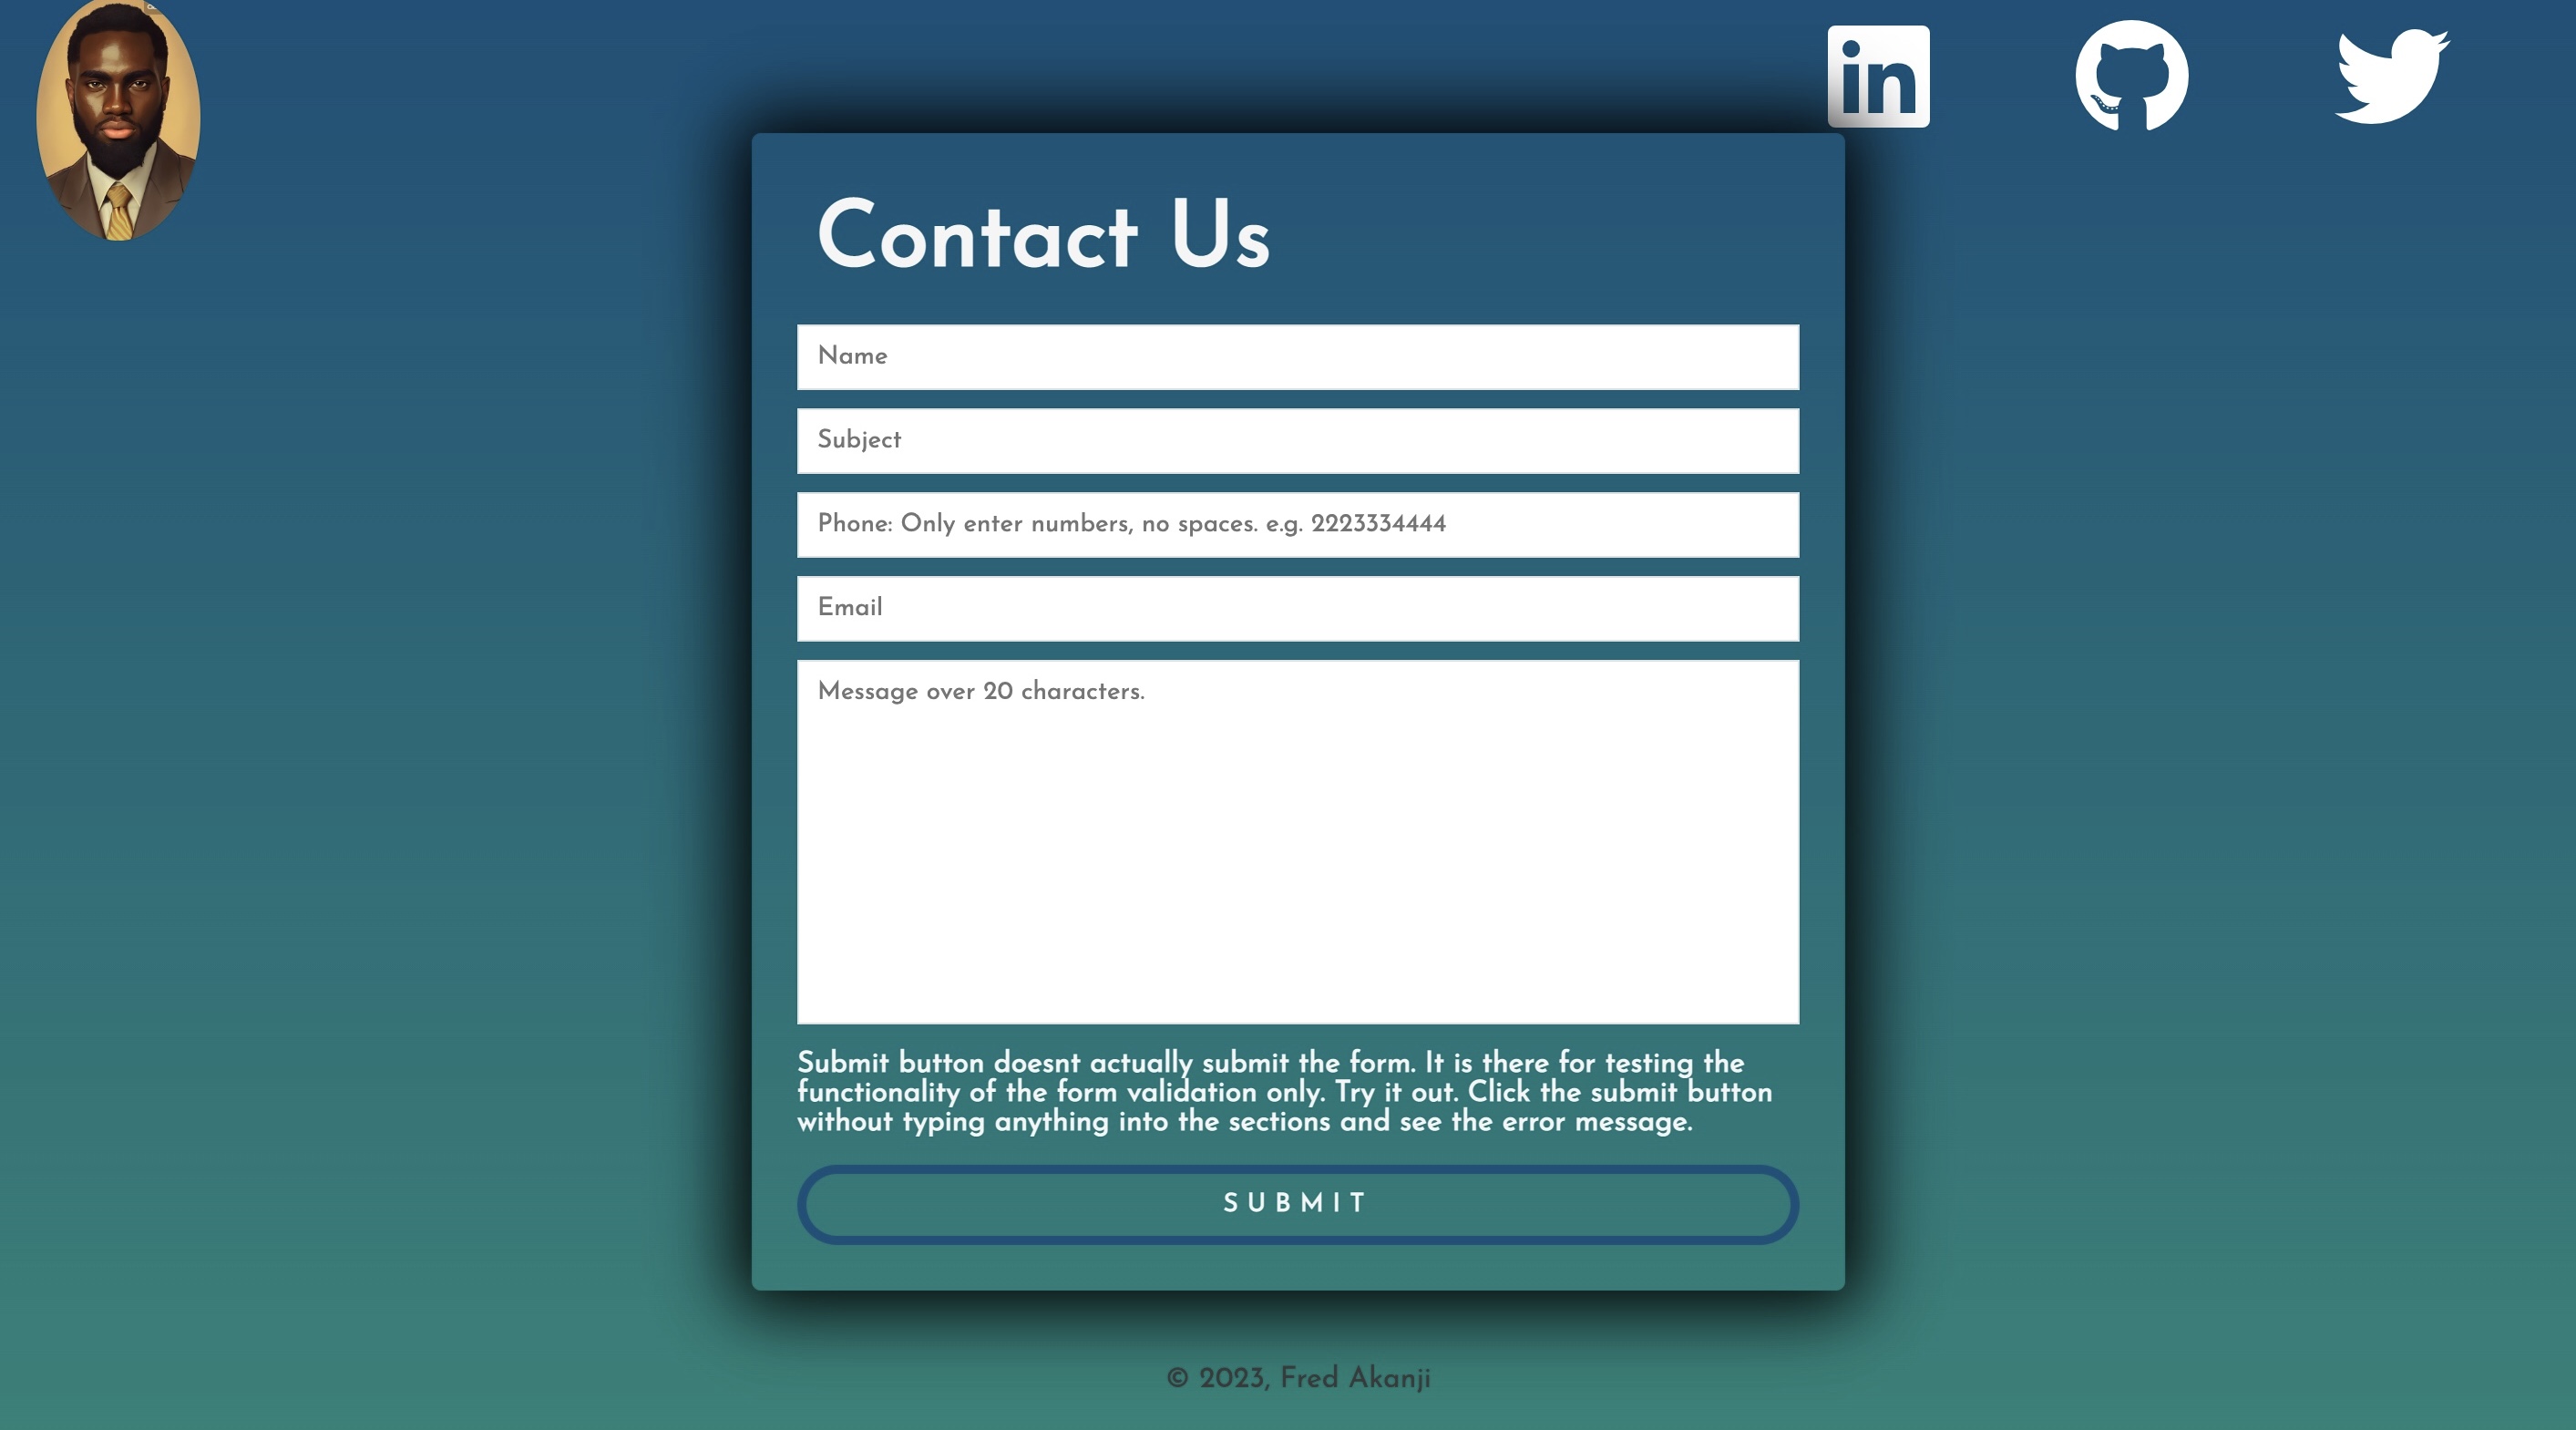 in
Contact Us
Name
Subject
Phone: Only enter numbers, no spaces. e.g. 2223334444
Email
Message over 20 characters.
Submit button doesnt actually submit the form. It is there for testing the
functionality of the form validation only. Try it out. Click the submit button
without typing anything into the sections and see the error message.
SUBMIT
© 2023, Fred Akanji